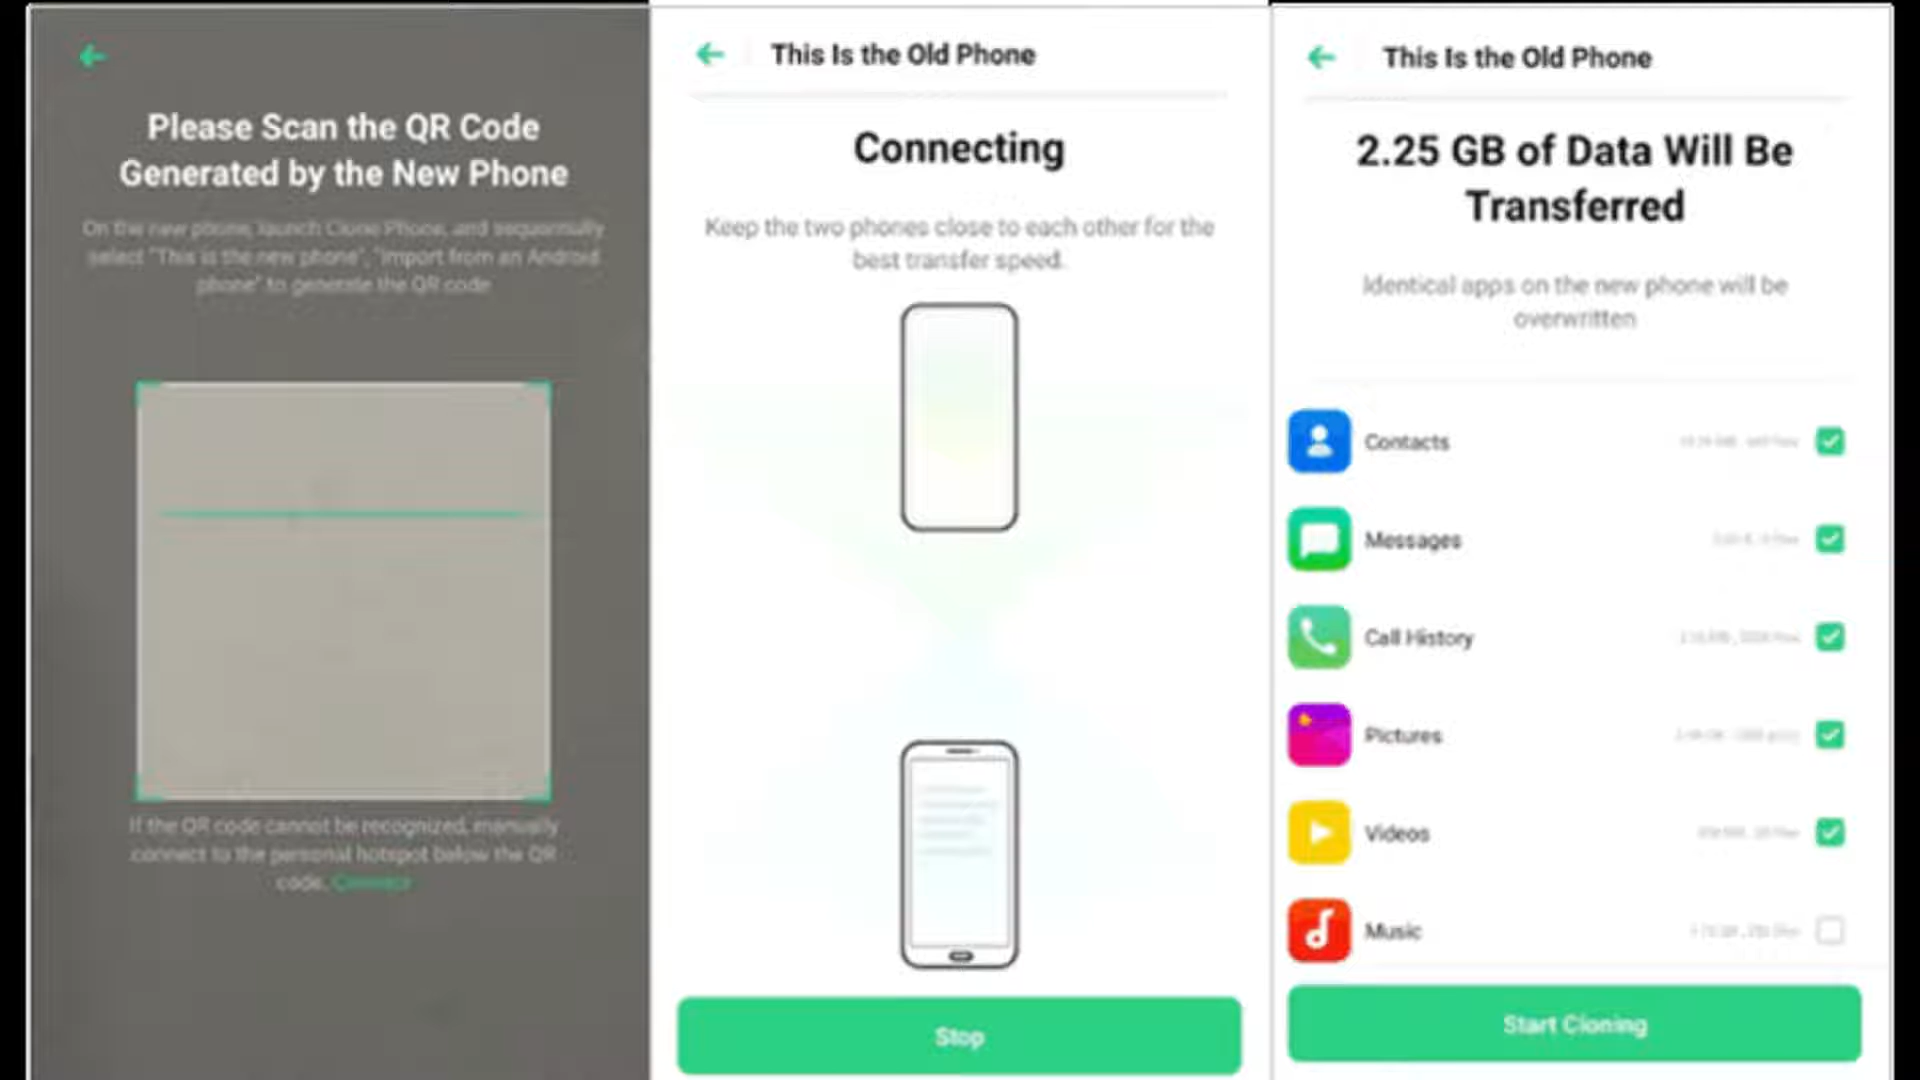 Please Scan the QR Code
Generated by the New Phone
On the new phone, launch Clone Phone, and sequentially
select "This is the new phone", "Import from an Android
phone" to generate the QR code
If the QR code cannot be recognized, manually
connect to the personal hotspot below the QR
code. Connect
This Is the Old Phone
Connecting
Keep the two phones close to each other for the
best transfer speed.
Stop
This Is the Old Phone
2.25 GB of Data Will Be
Transferred
Identical apps on the new phone will be
overwritten
Contacts
Messages
Call History
Pictures
Videos
Music
Start Cloning